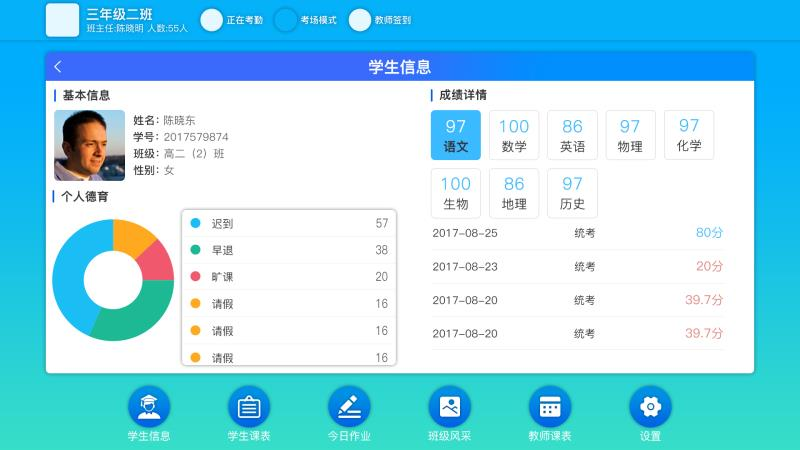 三年级二班
班主任:陈晓明 人数:55人
正在考勤
考场模式
教师签到
学生信息
基本信息
姓名：陈晓东
学号：2017579874
班级：高二（2）班
性别：女
个人德育
迟到 57
早退 38
旷课 20
请假 16
请假 16
请假 16
成绩详情
97 100 86 97 97
语文 数学 英语 物理 化学
100 86 97
生物 地理 历史
2017-08-25 统考 80分
2017-08-23 统考 20分
2017-08-20 统考 39.7分
2017-08-20 统考 39.7分
学生信息 学生课表 今日作业 班级风采 教师课表 设置